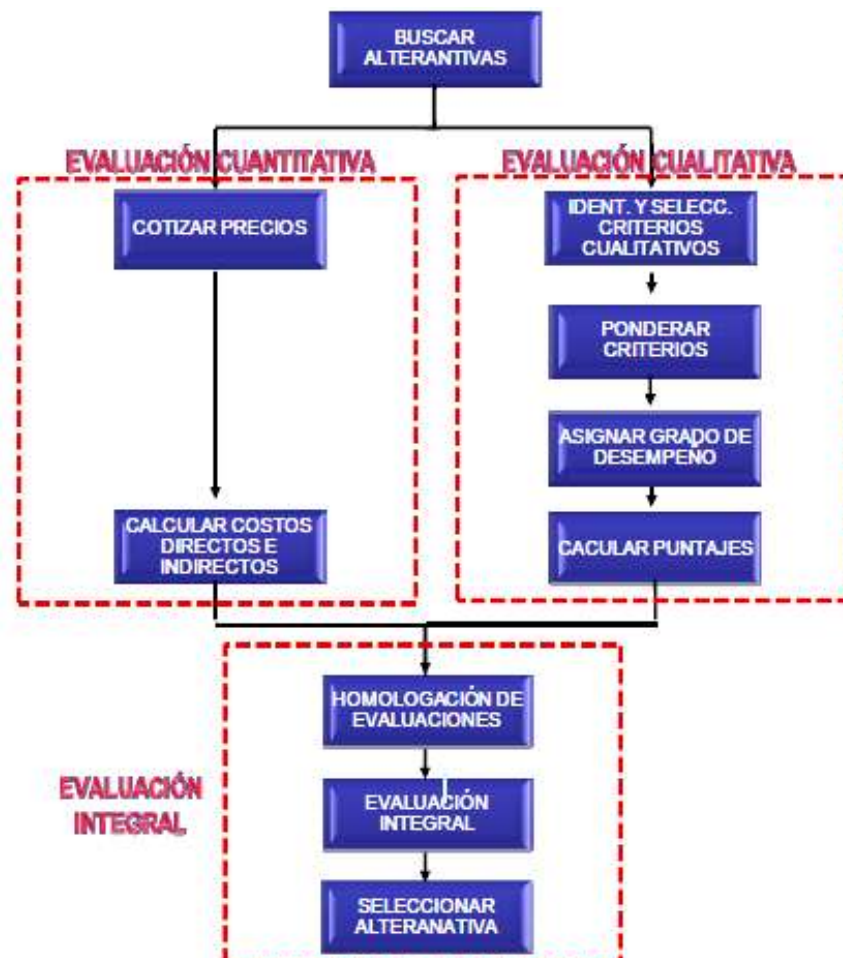 BUSCAR
ALTERANTIVAS
EVALUACIÓN CUANTITATIVA
COTIZAR PRECIOS
CALCULAR COSTOS
DIRECTOS E
INDIRECTOS
EVALUACIÓN CUALITATIVA
IDENT. Y SELECC.
CRITERIOS
CUALITATIVOS
PONDERAR
CRITERIOS
ASIGNAR GRADO DE
DESEMPEÑO
CACULAR PUNTAJES
EVALUACIÓN
INTEGRAL
HOMOLOGACIÓN DE
EVALUACIONES
EVALUACIÓN
INTEGRAL
SELECCIONAR
ALTERANATIVA